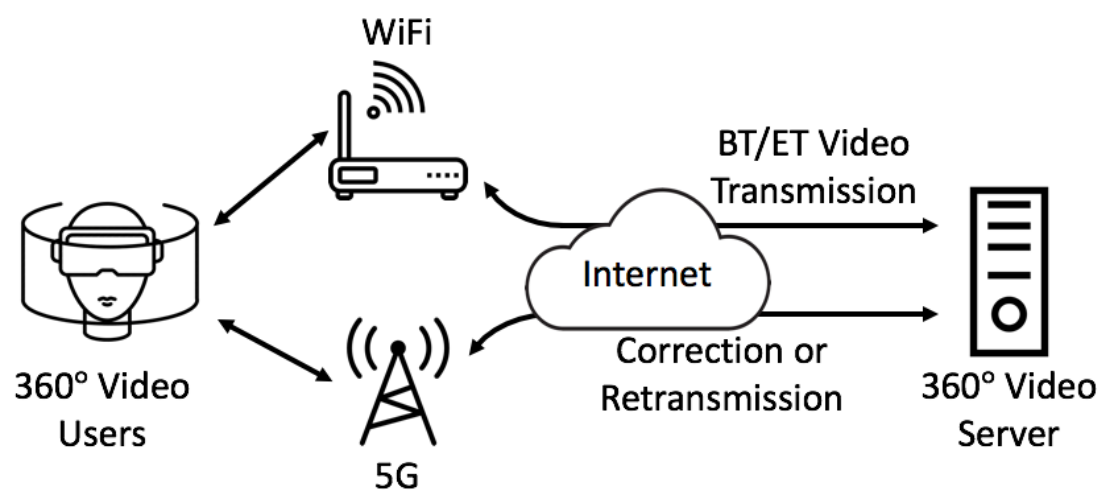 WiFi
BT/ET Video
Transmission
Internet
Correction or
Retransmission
360° Video
Users
5G
360° Video
Server